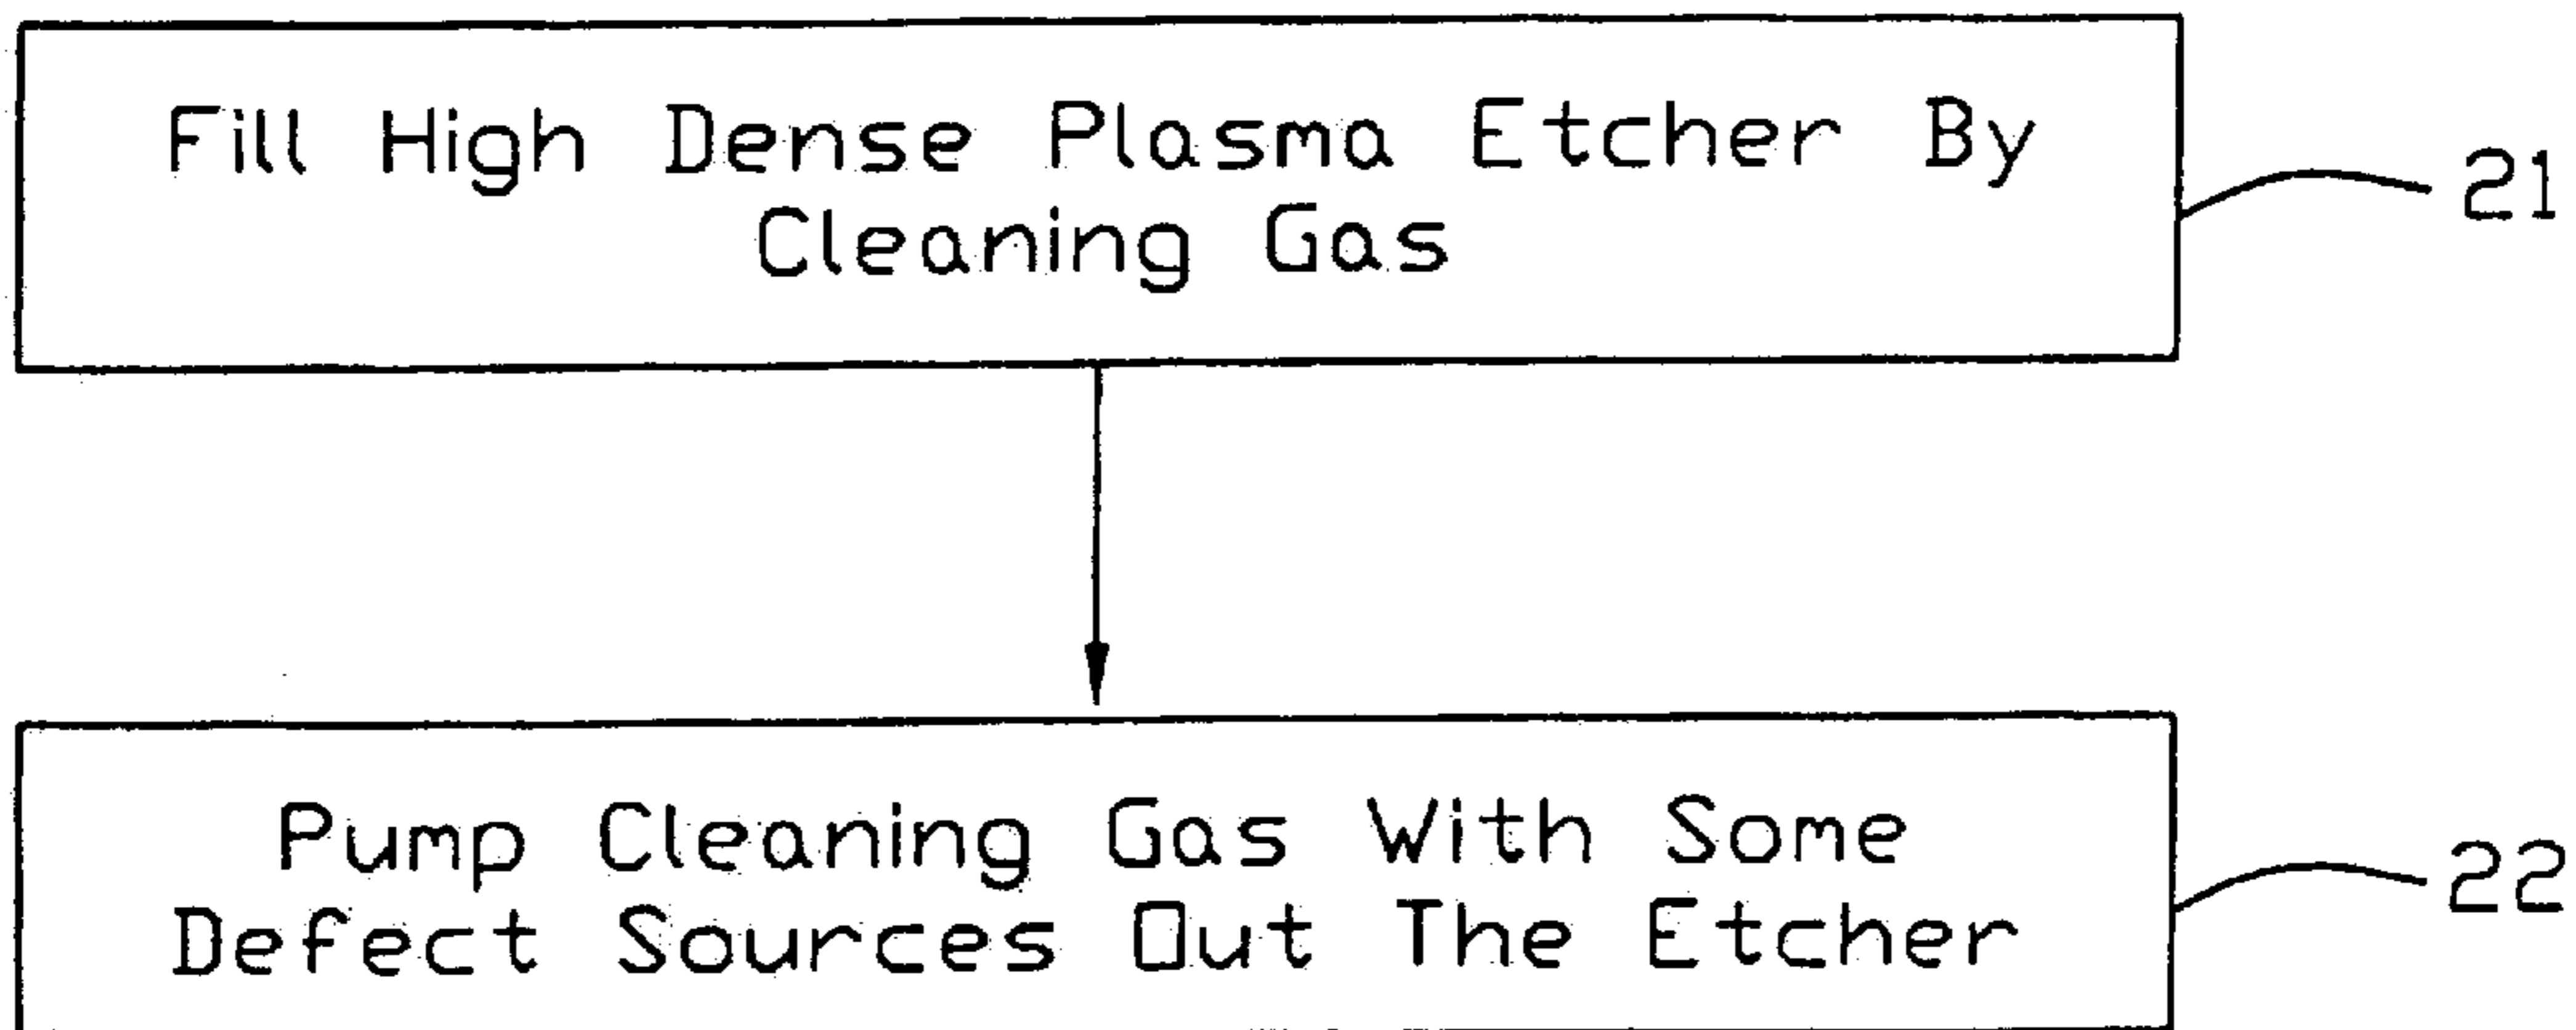 Fill High Dense Plasma Etcher By
Cleaning Gas
21
Pump Cleaning Gas With Some
Defect Sources Out The Etcher
22